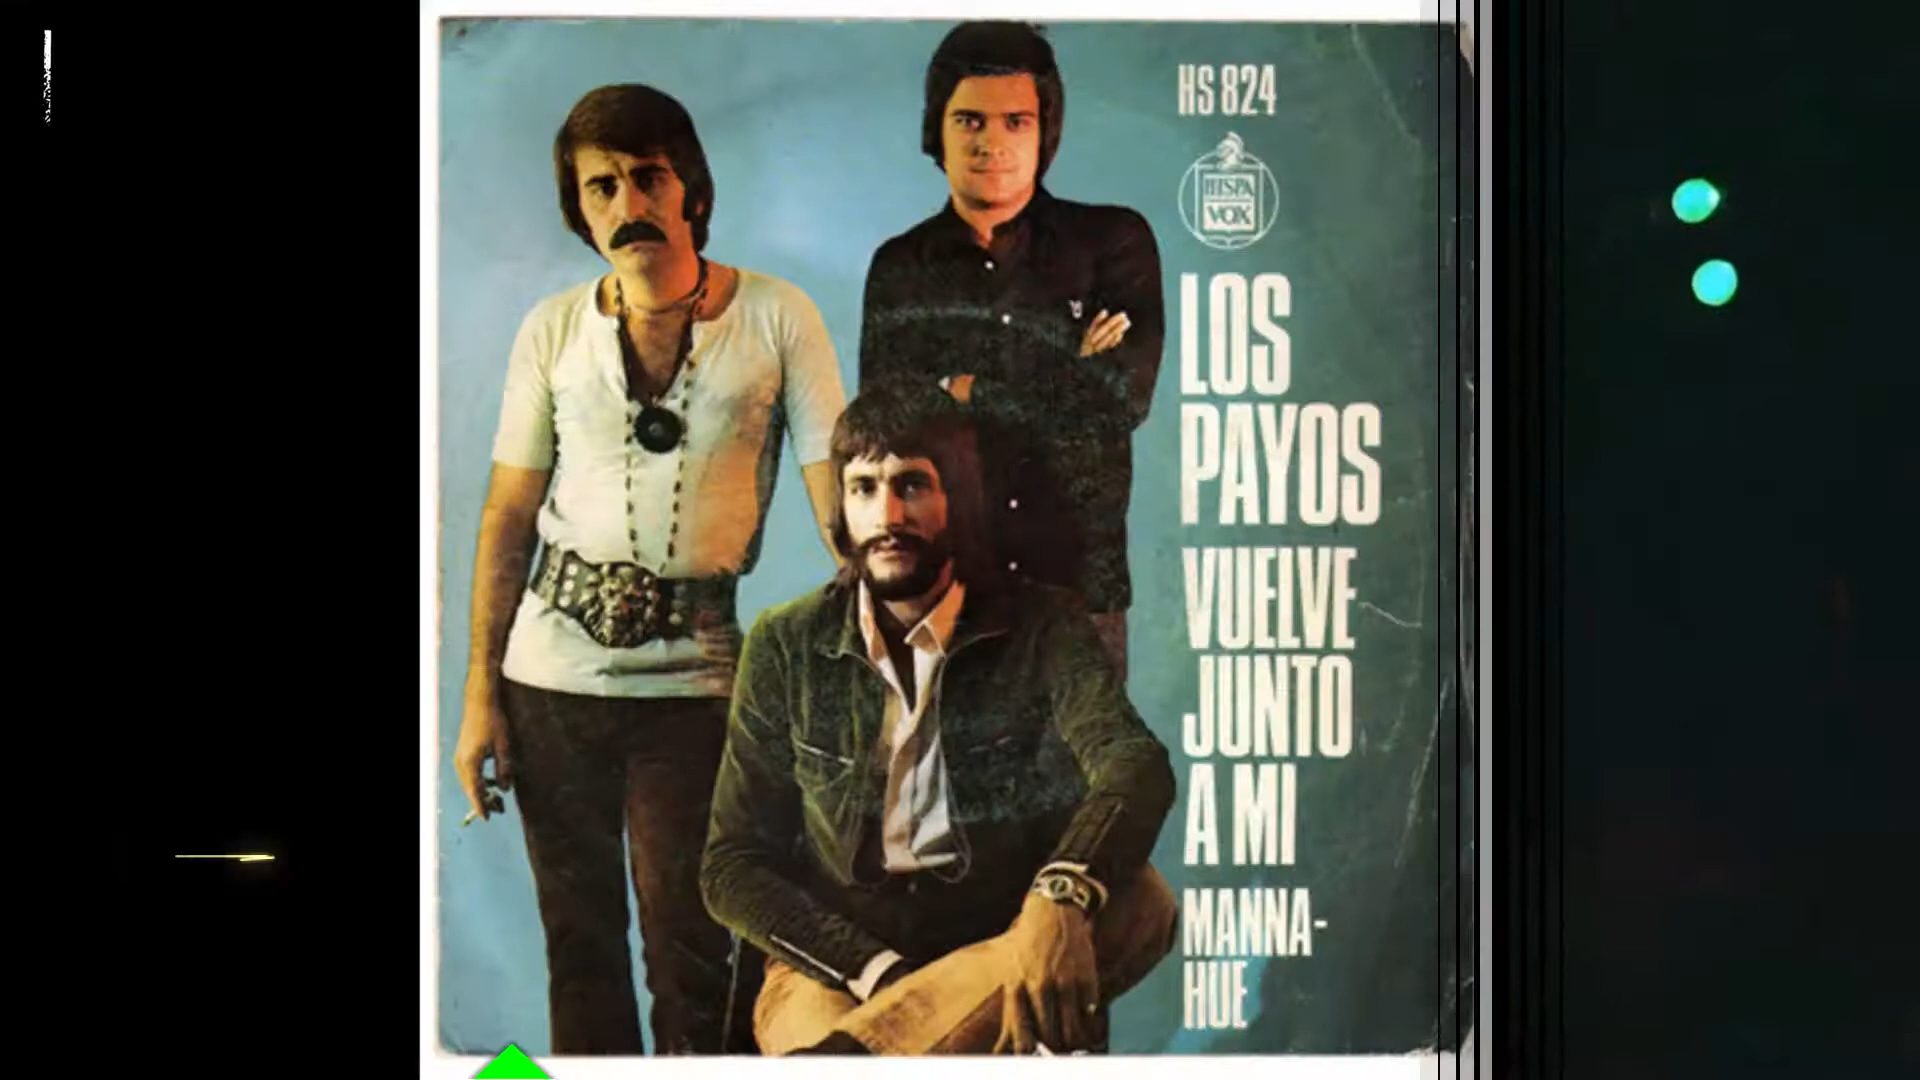 HS 824
HISPA
VOX
LOS
PAYOS
VUELVE
JUNTO
A MI
MANNA-
HUE